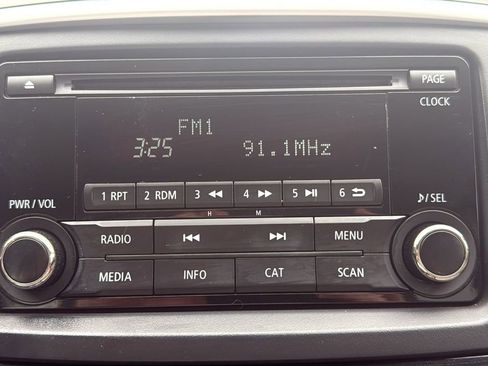 PAGE
CLOCK
FM1
3:25 91.1MHz
1 RPT 2 RDM 3 ◀◀ 4 ▶▶ 5 ▶II 6 ⮌
H M
PWR / VOL ♪/ SEL
RADIO I◀◀ ▶▶I MENU
MEDIA INFO CAT SCAN